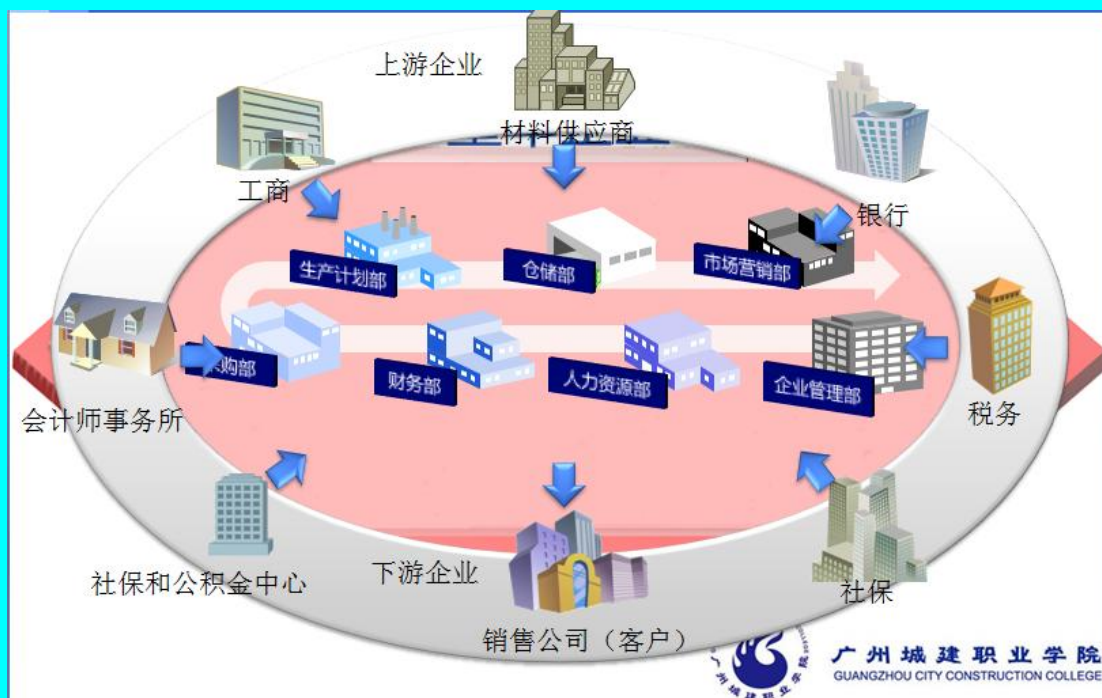 上游企业
材料供应商
工商
银行
生产计划部
仓储部
市场营销部
购部
财务部
人力资源部
企业管理部
会计师事务所
税务
社保和公积金中心
下游企业
社保
销售公司（客户）
广州城建职业学院
GUANGZHOU CITY CONSTRUCTION COLLEGE